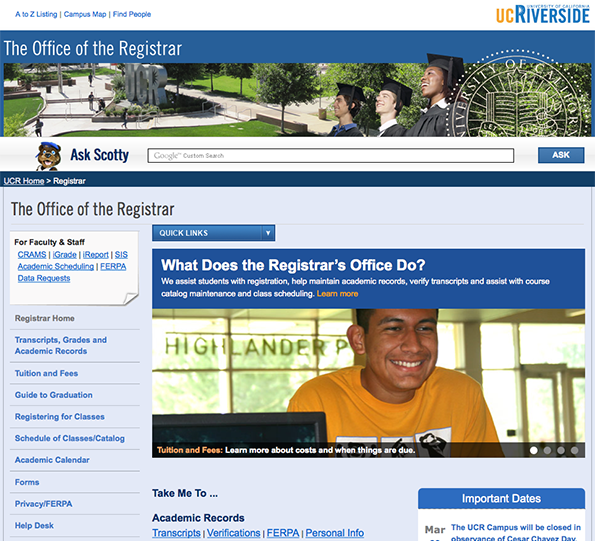 A to Z Listing | Campus Map | Find People
UNIVERSITY OF CALIFORNIA
UCRIVERSIDE
The Office of the Registrar
UCR
UNIVERSITY OF CALIFORNIA
Ask Scotty
Google™ Custom Search
ASK
UCR Home > Registrar
The Office of the Registrar
For Faculty & Staff
CRAMS | iGrade | iReport | SIS
Academic Scheduling | FERPA
Data Requests
Registrar Home
Transcripts, Grades and
Academic Records
Tuition and Fees
Guide to Graduation
Registering for Classes
Schedule of Classes/Catalog
Academic Calendar
Forms
Privacy/FERPA
Help Desk
QUICK LINKS
What Does the Registrar's Office Do?
We assist students with registration, help maintain academic records, verify transcripts and assist with course
catalog maintenance and class scheduling. Learn more
HIGHLANDER P
Tuition and Fees: Learn more about costs and when things are due.
Take Me To ...
Academic Records
Transcripts | Verifications | FERPA | Personal Info
Important Dates
Mar
The UCR Campus will be closed in
observance of Cesar Chavez Day.